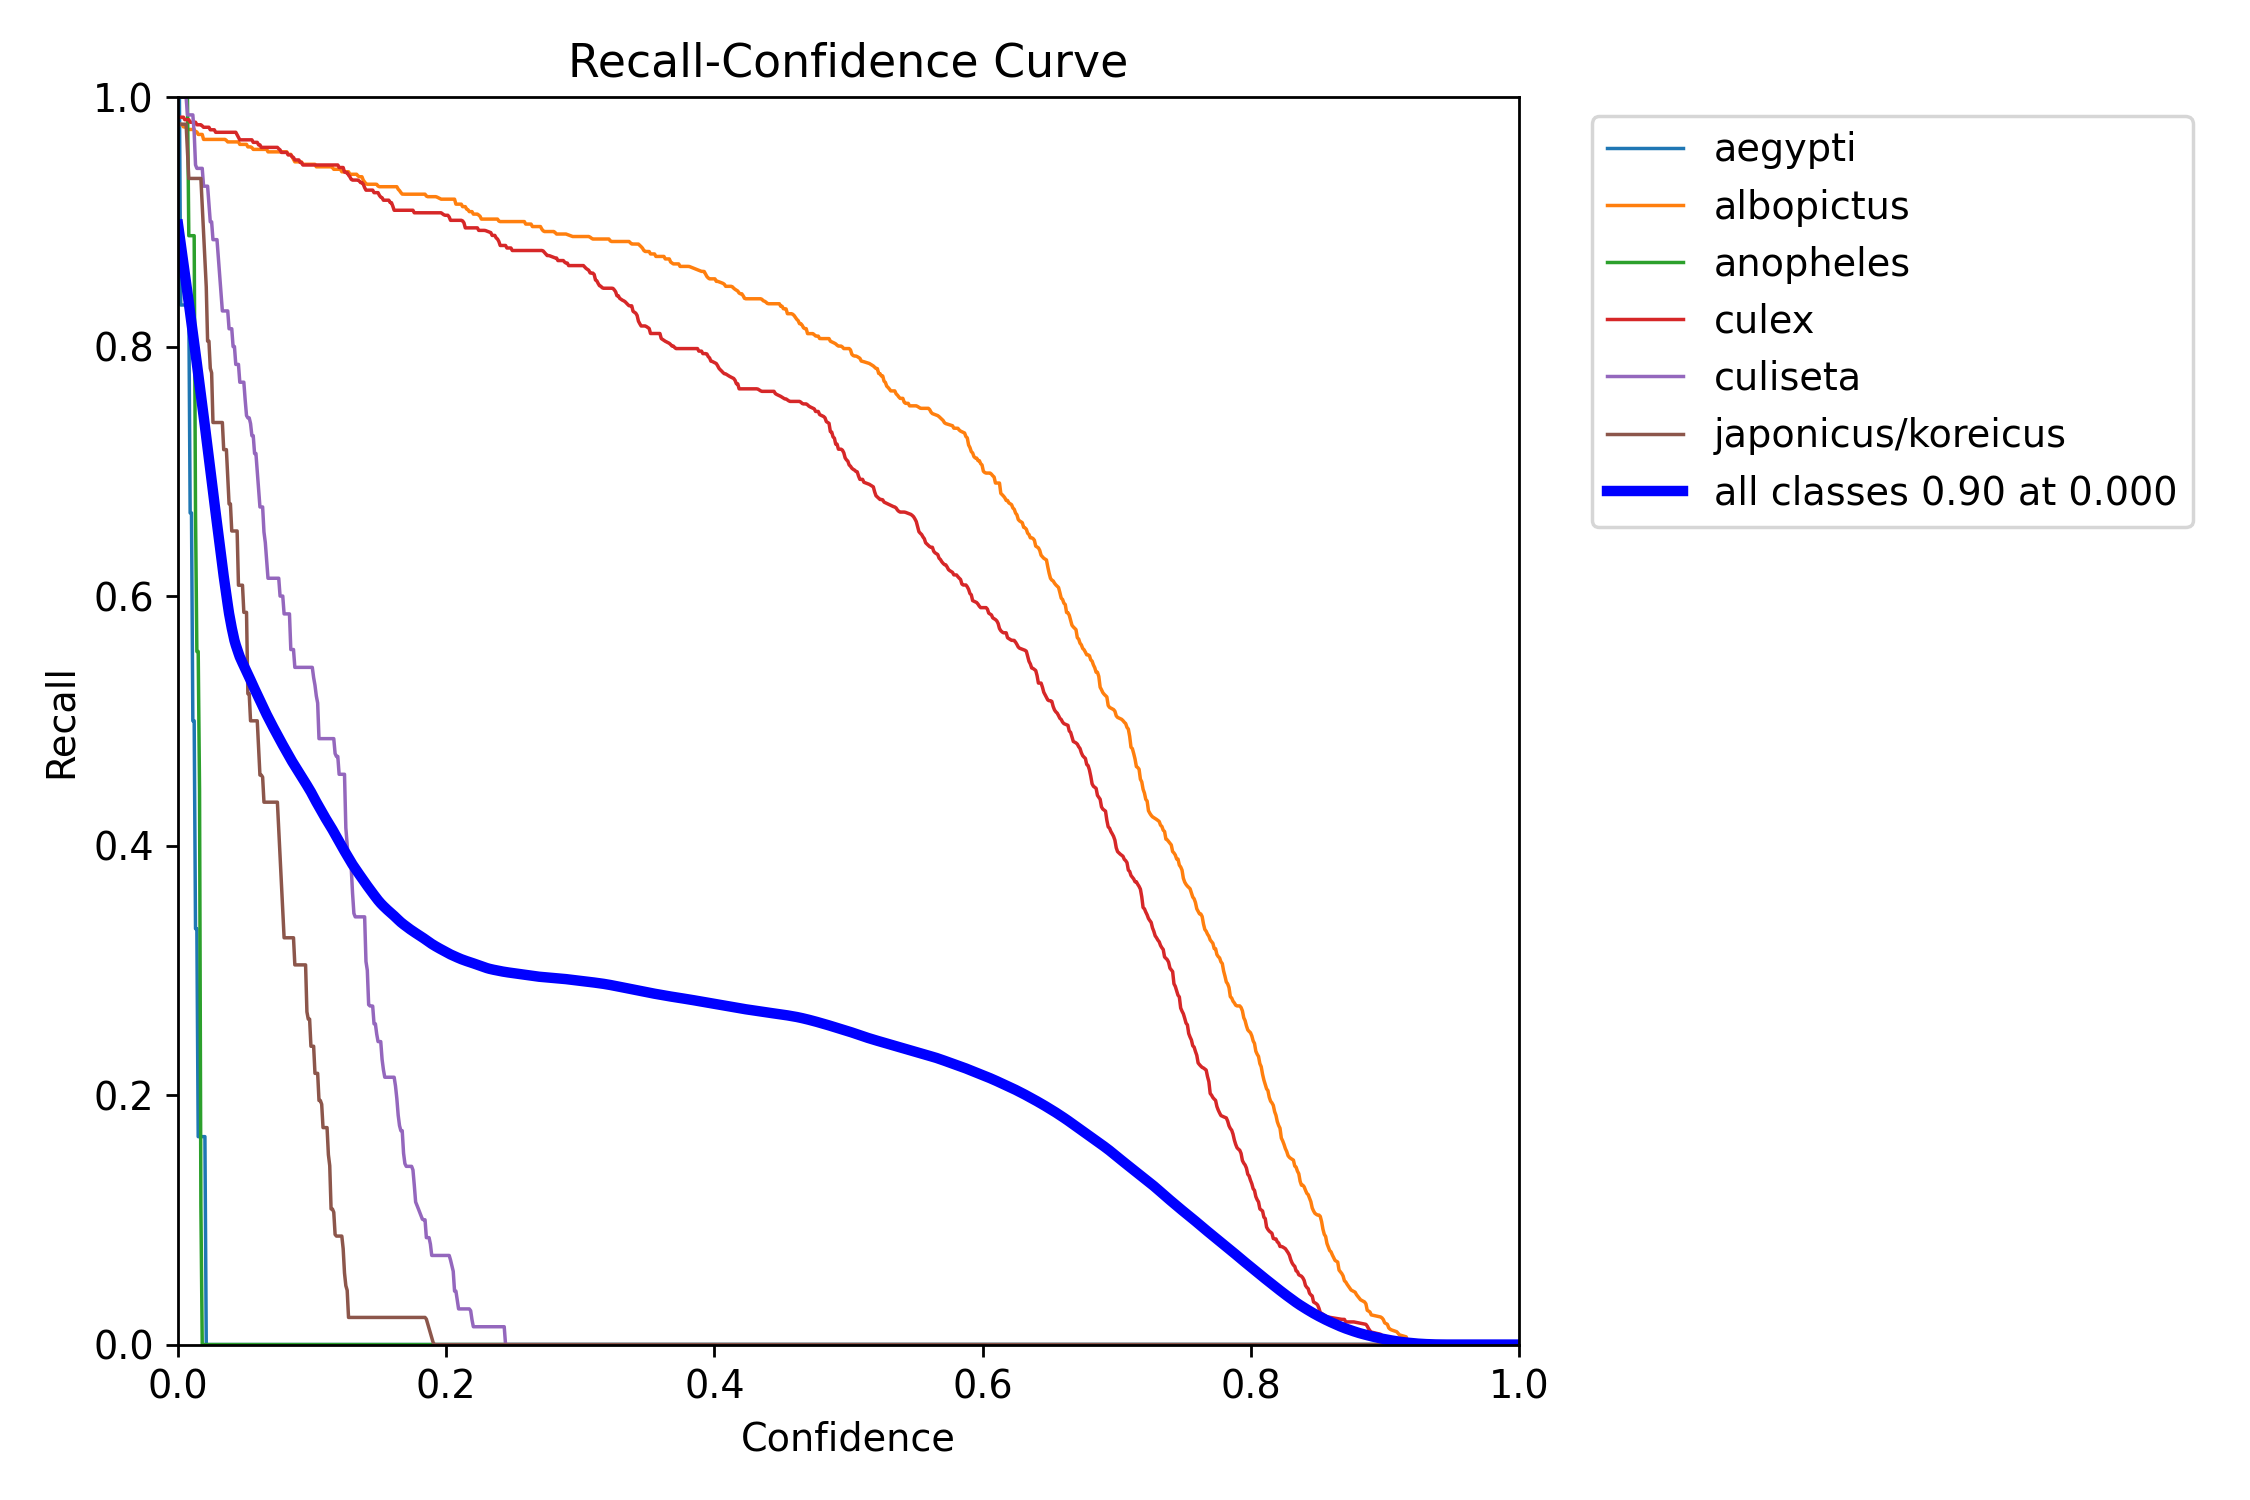 Recall-Confidence Curve
1.0
0.8
0.6
0.4
0.2
0.0
Recall
0.0 0.2 0.4 0.6 0.8 1.0
Confidence
aegypti
albopictus
anopheles
culex
culiseta
japonicus/koreicus
all classes 0.90 at 0.000